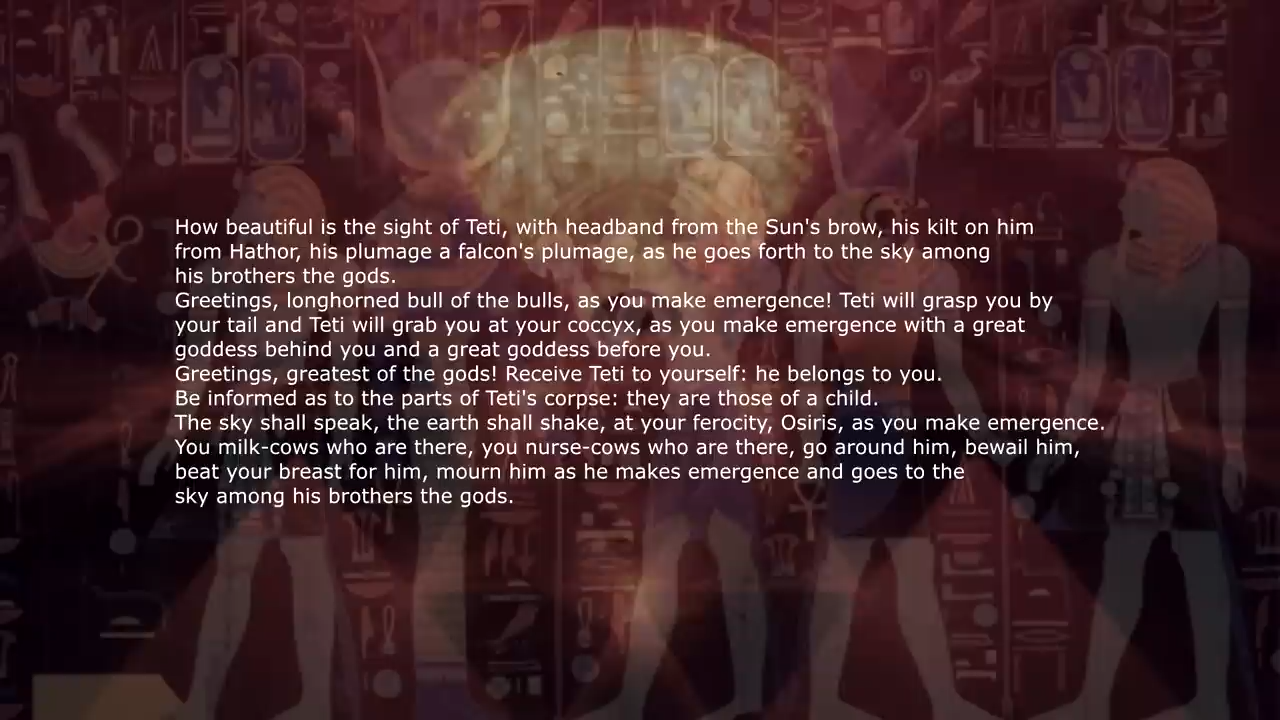 How beautiful is the sight of Teti, with headband from the Sun's brow, his kilt on him
from Hathor, his plumage a falcon's plumage, as he goes forth to the sky among
his brothers the gods.
Greetings, longhorned bull of the bulls, as you make emergence! Teti will grasp you by
your tail and Teti will grab you at your coccyx, as you make emergence with a great
goddess behind you and a great goddess before you.
Greetings, greatest of the gods! Receive Teti to yourself: he belongs to you.
Be informed as to the parts of Teti's corpse: they are those of a child.
The sky shall speak, the earth shall shake, at your ferocity, Osiris, as you make emergence.
You milk-cows who are there, you nurse-cows who are there, go around him, bewail him,
beat your breast for him, mourn him as he makes emergence and goes to the
sky among his brothers the gods.